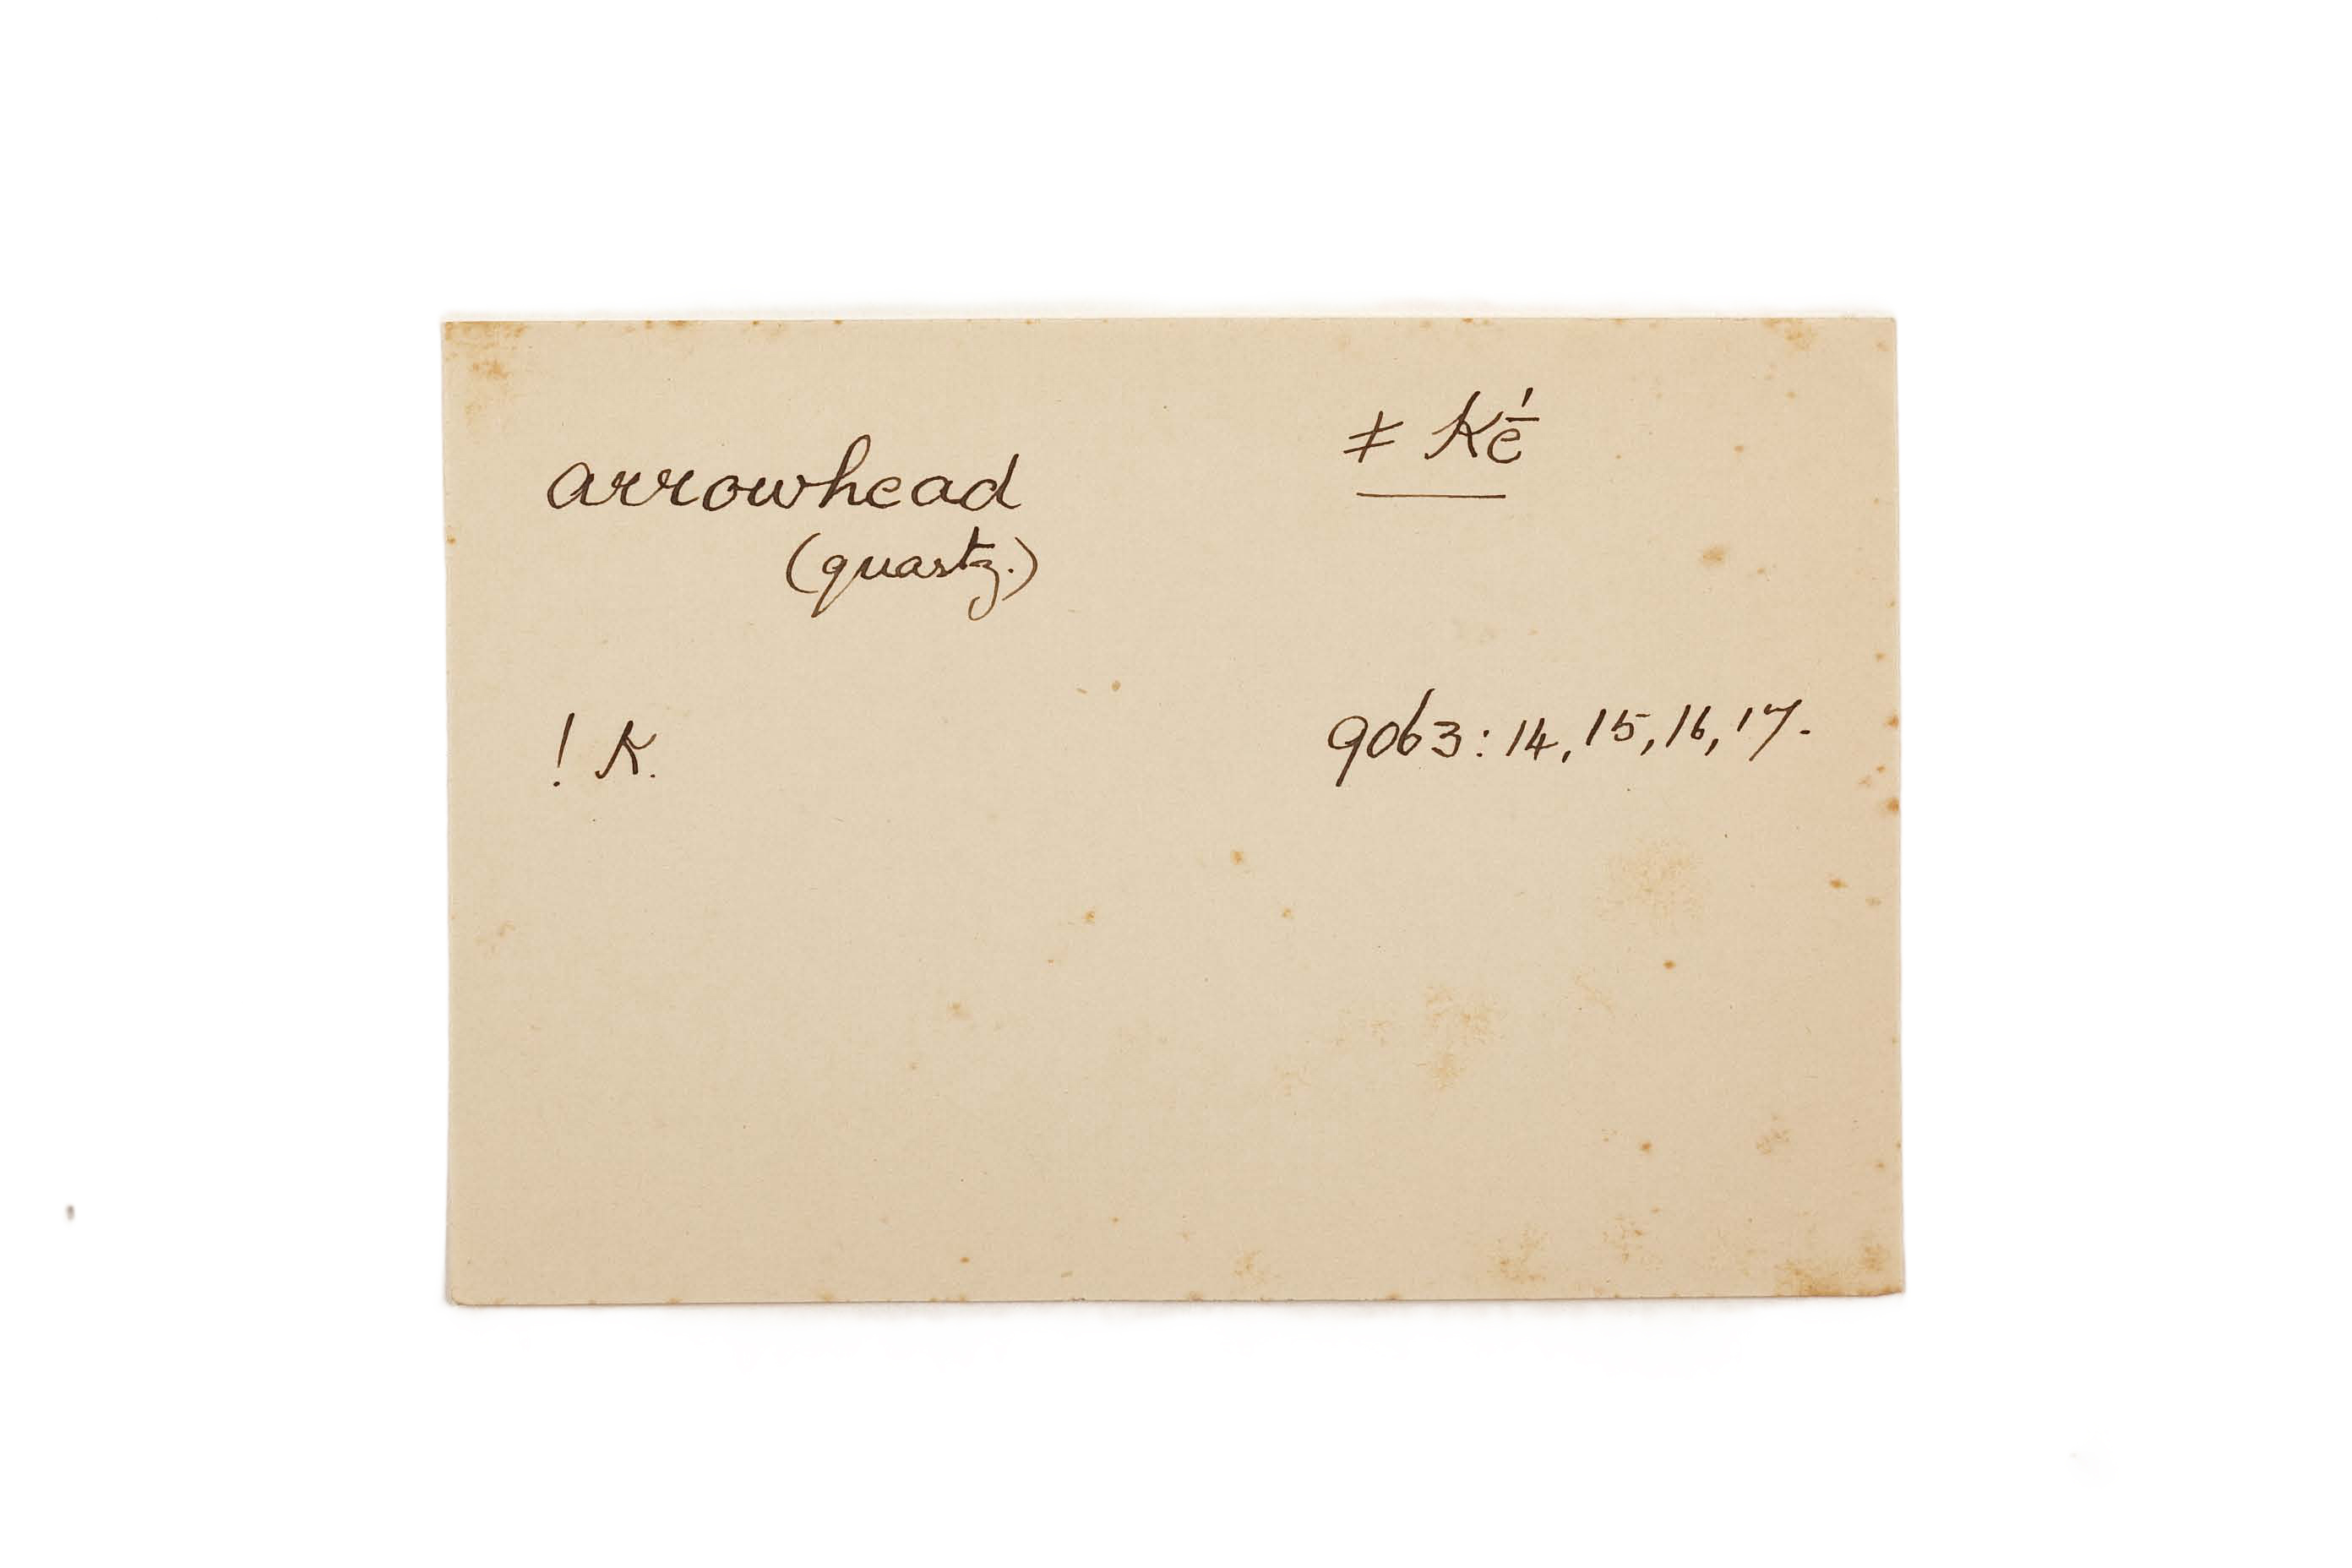 arrowhead
(quartz.)
ǂ Kḗ
! K.
9063: 14, 15, 16, 17.